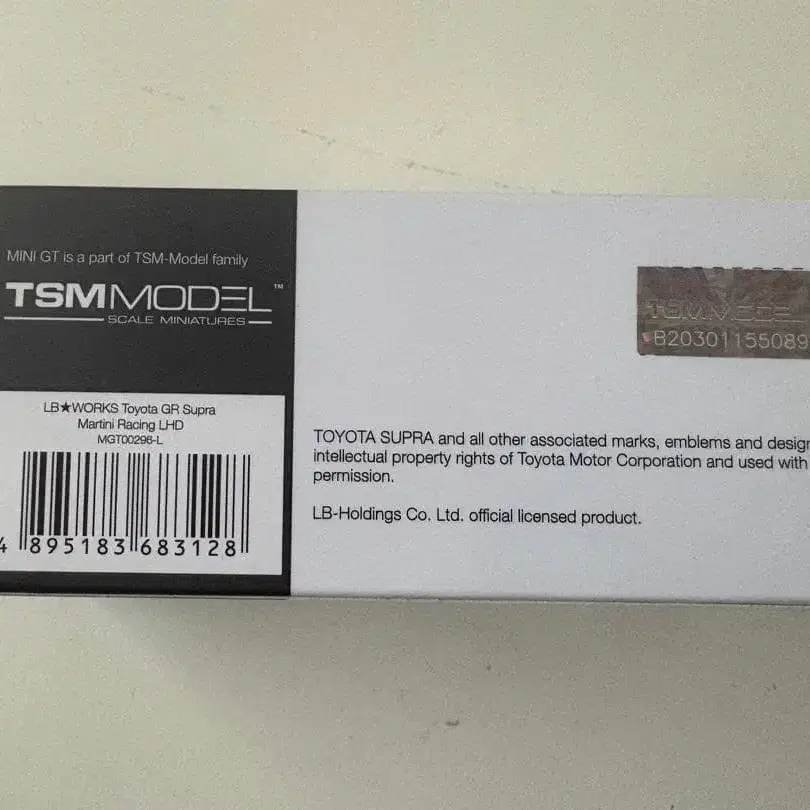 MINI GT is a part of TSM-Model family
TSMMODEL™
SCALE MINIATURES
LB★WORKS Toyota GR Supra
Martini Racing LHD
MGT00296-L
4 895183 683128
TSMMODEL
B20301155089
TOYOTA SUPRA and all other associated marks, emblems and design
intellectual property rights of Toyota Motor Corporation and used with
permission.
LB-Holdings Co. Ltd. official licensed product.